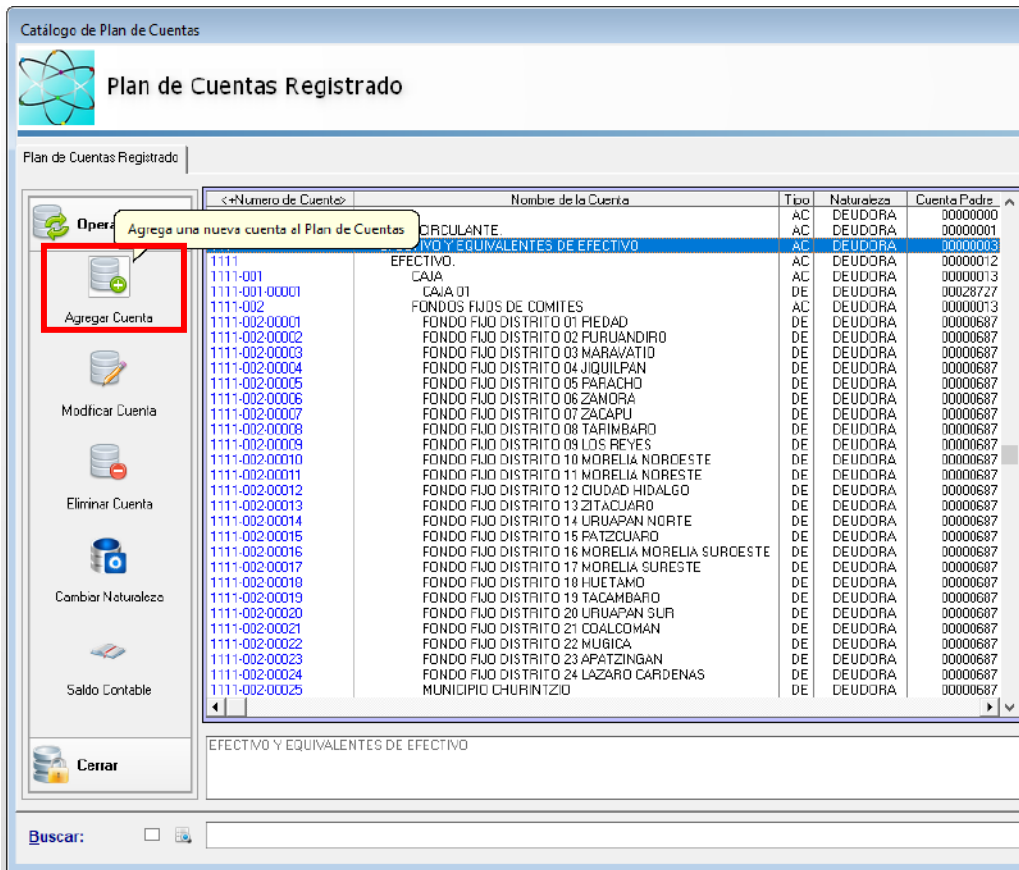 Catálogo de Plan de Cuentas
Plan de Cuentas Registrado
Plan de Cuentas Registrado
<+Numero de Cuenta> Nombre de la Cuenta Tipo Naturaleza Cuenta Padre
AC DEUDORA 00000000
Agrega una nueva cuenta al Plan de Cuentas
CIRCULANTE. AC DEUDORA 00000001
Y EQUIVALENTES DE EFECTIVO AC DEUDORA 00000003
1111 EFECTIVO. AC DEUDORA 00000012
1111-001 CAJA AC DEUDORA 00000013
1111-001-00001 CAJA 01 DE DEUDORA 00028727
1111-002 FONDOS FIJOS DE COMITES AC DEUDORA 00000013
1111-002-00001 FONDO FIJO DISTRITO 01 PIEDAD DE DEUDORA 00000687
1111-002-00002 FONDO FIJO DISTRITO 02 PURUANDIRO DE DEUDORA 00000687
1111-002-00003 FONDO FIJO DISTRITO 03 MARAVATIO DE DEUDORA 00000687
1111-002-00004 FONDO FIJO DISTRITO 04 JIQUILPAN DE DEUDORA 00000687
1111-002-00005 FONDO FIJO DISTRITO 05 PARACHO DE DEUDORA 00000687
1111-002-00006 FONDO FIJO DISTRITO 06 ZAMORA DE DEUDORA 00000687
1111-002-00007 FONDO FIJO DISTRITO 07 ZACAPU DE DEUDORA 00000687
1111-002-00008 FONDO FIJO DISTRITO 08 TARIMBARO DE DEUDORA 00000687
1111-002-00009 FONDO FIJO DISTRITO 09 LOS REYES DE DEUDORA 00000687
1111-002-00010 FONDO FIJO DISTRITO 10 MORELIA NOROESTE DE DEUDORA 00000687
1111-002-00011 FONDO FIJO DISTRITO 11 MORELIA NORESTE DE DEUDORA 00000687
1111-002-00012 FONDO FIJO DISTRITO 12 CIUDAD HIDALGO DE DEUDORA 00000687
1111-002-00013 FONDO FIJO DISTRITO 13 ZITACUARO DE DEUDORA 00000687
1111-002-00014 FONDO FIJO DISTRITO 14 URUAPAN NORTE DE DEUDORA 00000687
1111-002-00015 FONDO FIJO DISTRITO 15 PATZCUARO DE DEUDORA 00000687
1111-002-00016 FONDO FIJO DISTRITO 16 MORELIA MORELIA SUROESTE DE DEUDORA 00000687
1111-002-00017 FONDO FIJO DISTRITO 17 MORELIA SURESTE DE DEUDORA 00000687
1111-002-00018 FONDO FIJO DISTRITO 18 HUETAMO DE DEUDORA 00000687
1111-002-00019 FONDO FIJO DISTRITO 19 TACAMBARO DE DEUDORA 00000687
1111-002-00020 FONDO FIJO DISTRITO 20 URUAPAN SUR DE DEUDORA 00000687
1111-002-00021 FONDO FIJO DISTRITO 21 COALCOMAN DE DEUDORA 00000687
1111-002-00022 FONDO FIJO DISTRITO 22 MUGICA DE DEUDORA 00000687
1111-002-00023 FONDO FIJO DISTRITO 23 APATZINGAN DE DEUDORA 00000687
1111-002-00024 FONDO FIJO DISTRITO 24 LAZARO CARDENAS DE DEUDORA 00000687
1111-002-00025 MUNICIPIO CHURINTZIO DE DEUDORA 00000687
Agregar Cuenta
Modificar Cuenta
Eliminar Cuenta
Cambiar Naturaleza
Saldo Contable
Cerrar
EFECTIVO Y EQUIVALENTES DE EFECTIVO
Buscar: